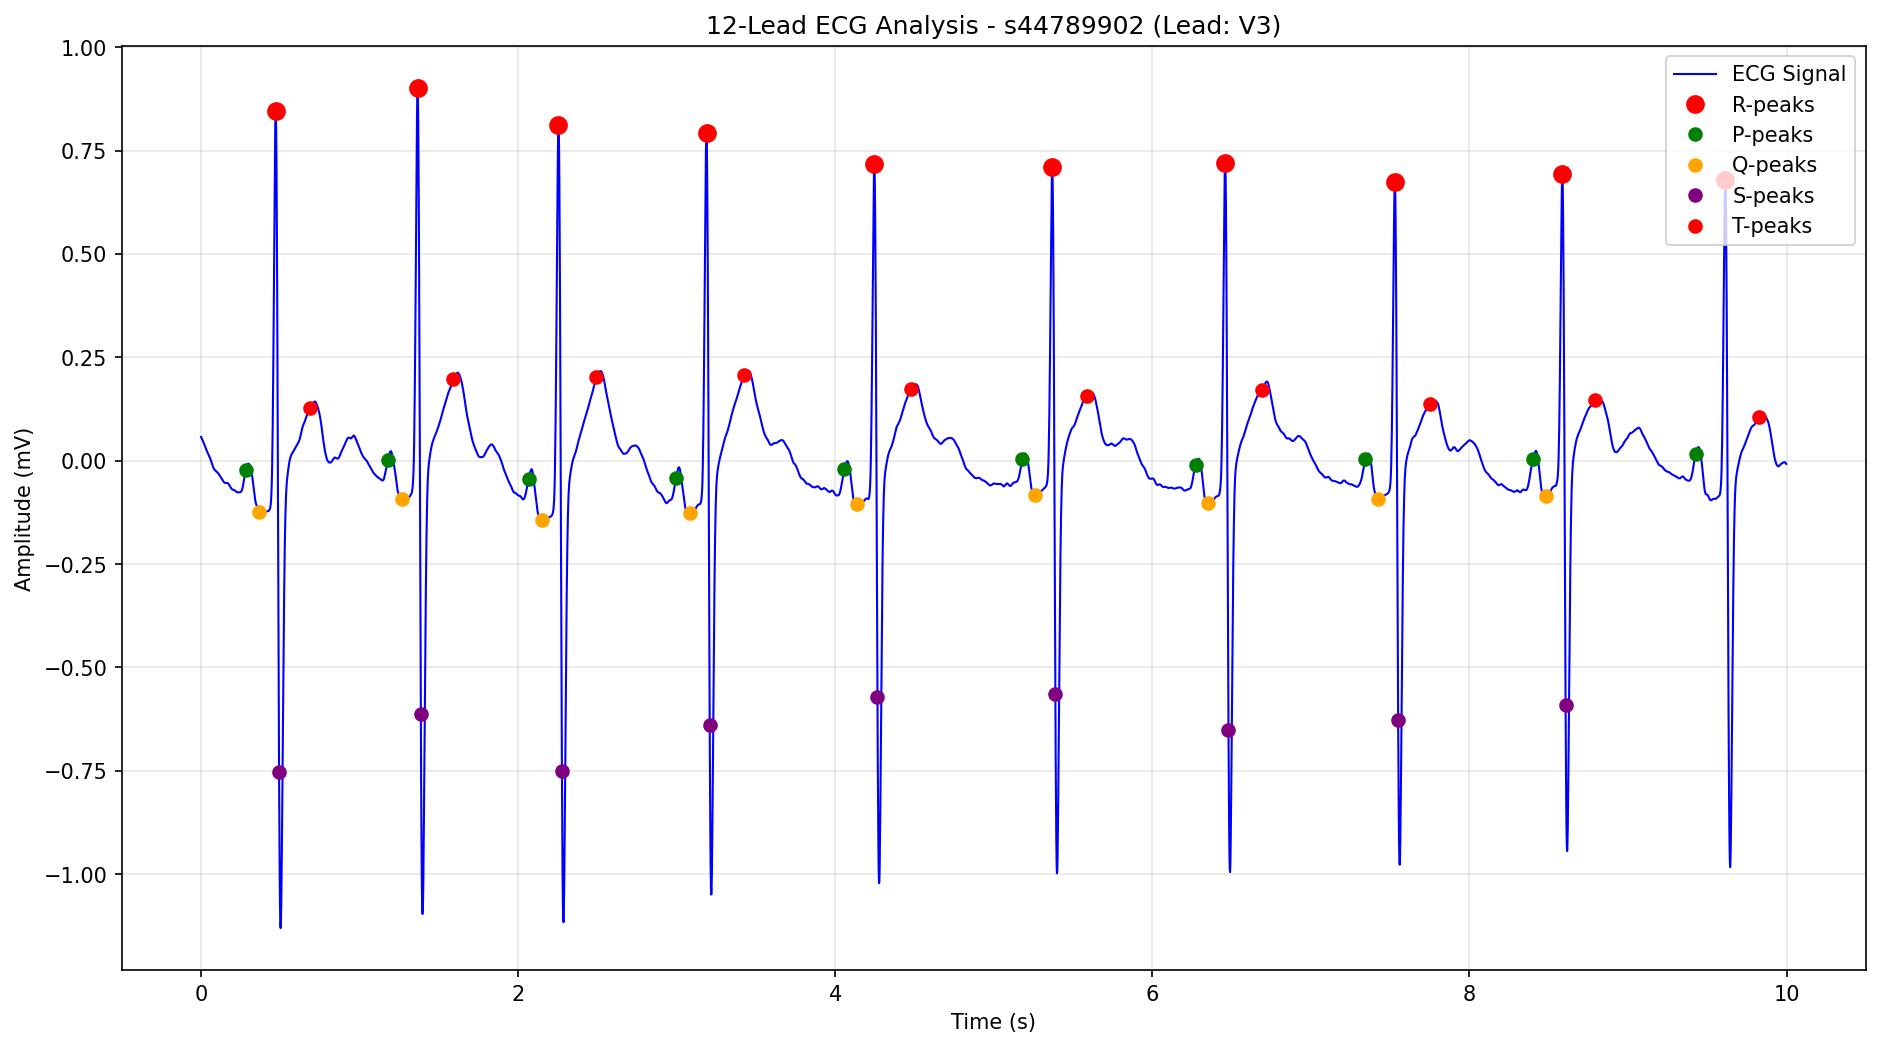 12-Lead ECG Analysis - s44789902 (Lead: V3)
1.00
0.75
0.50
0.25
0.00
−0.25
−0.50
−0.75
−1.00
Amplitude (mV)
ECG Signal
R-peaks
P-peaks
Q-peaks
S-peaks
T-peaks
0 2 4 6 8 10
Time (s)